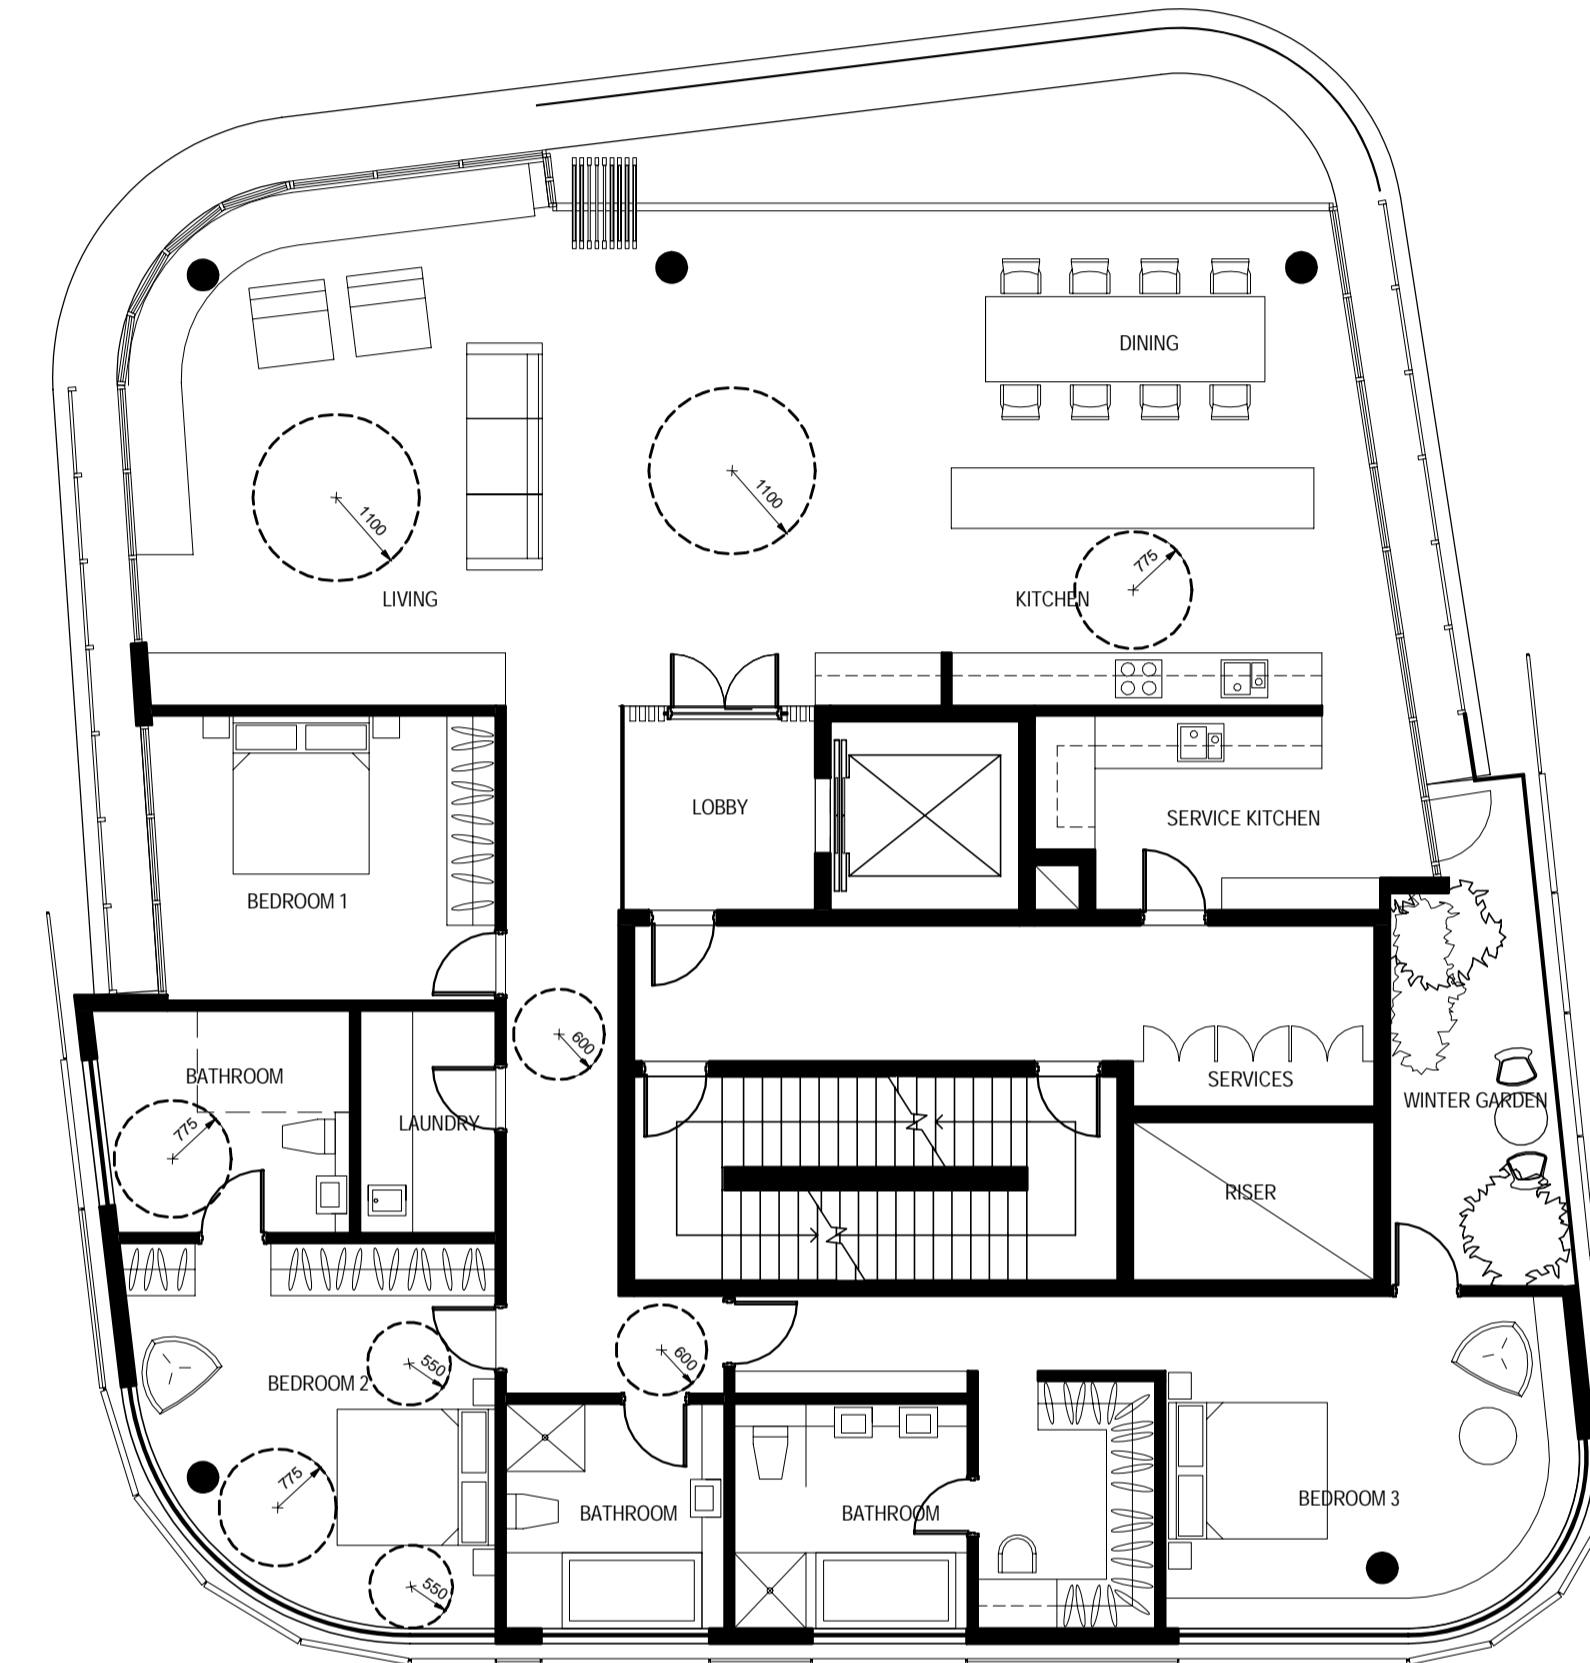 DINING
1100
1100
775
LIVING
KITCHEN
LOBBY
SERVICE KITCHEN
BEDROOM 1
600
BATHROOM
SERVICES
WINTER GARDEN
LAUNDRY
775
RISER
600
550
BEDROOM 2
775
BEDROOM 3
BATHROOM
BATHROOM
550